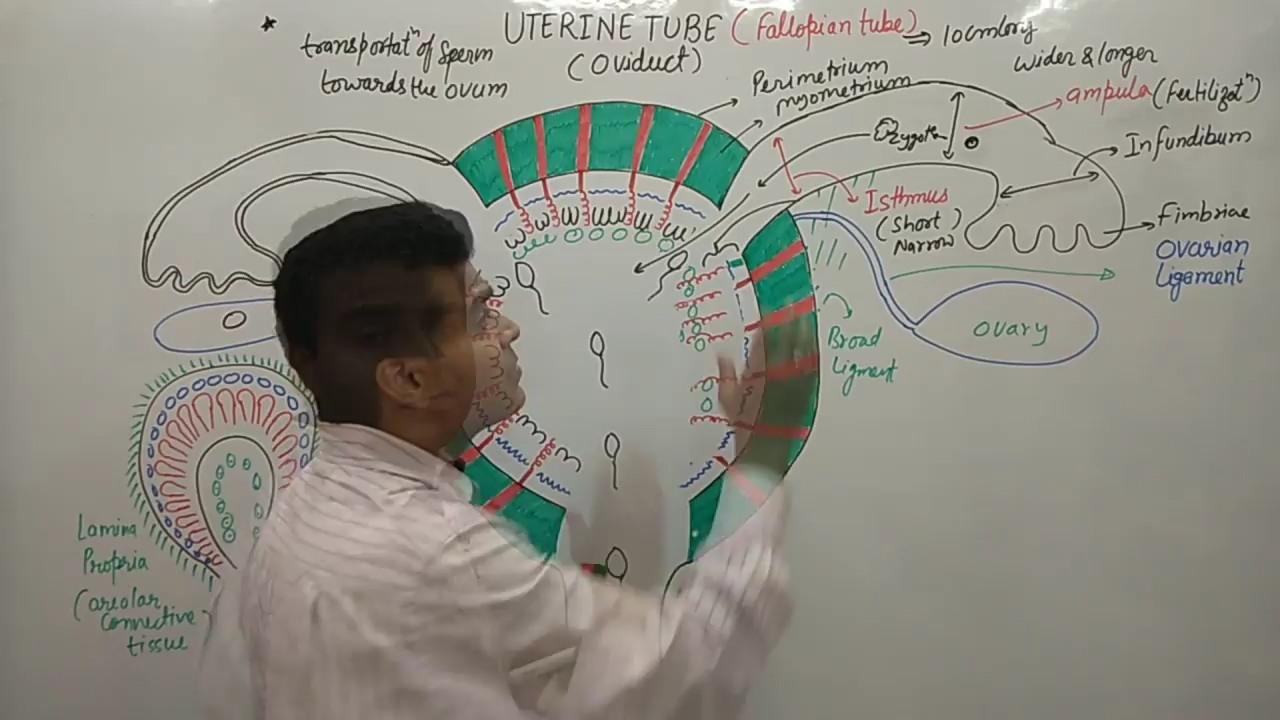 * UTERINE TUBE (Fallopian tube) ⇒ 10cm long
(Oviduct)
transportatⁿ of sperm
towards the ovum
Perimetrium
myometrium
wider & longer
ampula (fertilizatⁿ)
Zygote
Infundibum
Isthmus
(Short)
Narrow
Fimbriae
Ovarian
Ligament
Ovary
Broad
Ligment
Lamina
Propria
(areolar
connective
tissue